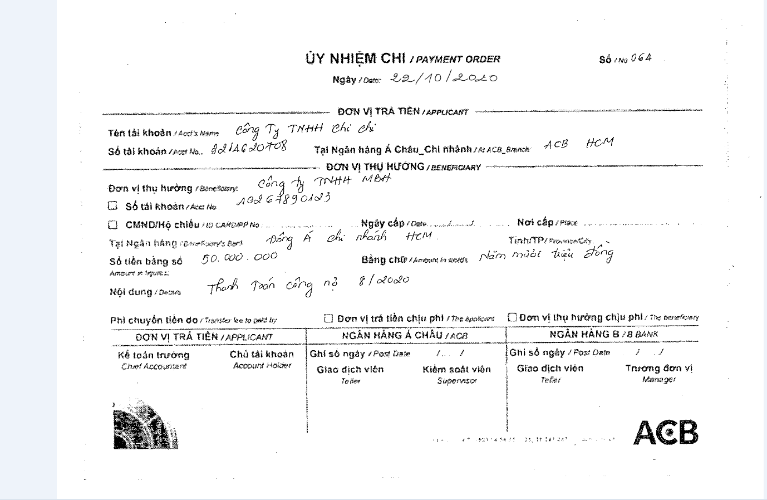 ỦY NHIỆM CHI / PAYMENT ORDER Số / No 064
Ngày / Date: 22/10/2020
ĐƠN VỊ TRẢ TIỀN / APPLICANT
Tên tài khoản / Acct's Name Công Ty TNHH Chi Chi
Số tài khoản / Acct No.: Tại Ngân hàng Á Châu_Chi nhánh / At ACB_Branch: ACB HCM
ĐƠN VỊ THỤ HƯỞNG / BENEFICIARY
Đơn vị thụ hưởng / Beneficiary: Công ty TNHH MBH
☐ Số tài khoản / Acct No. 10267890123
☐ CMND/Hộ chiếu / ID CARD/PP No Ngày cấp / Date ..../..../.... Nơi cấp / Place
Tại Ngân hàng / Beneficiary's Bank Đông Á chi nhánh HCM Tỉnh/TP / Province/City
Số tiền bằng số 50.000.000 Bằng chữ / Amount in words Năm mươi triệu đồng
Amount in figures
Nội dung / Details Thanh Toán công nợ 8/2020
Phí chuyển tiền do / Transfer fee to paid by ☐ Đơn vị trả tiền chịu phí / The applicant ☐ Đơn vị thụ hưởng chịu phí / The beneficiary
ĐƠN VỊ TRẢ TIỀN / APPLICANT NGÂN HÀNG Á CHÂU / ACB NGÂN HÀNG B / B BANK
Kế toán trưởng Chủ tài khoản Ghi sổ ngày / Post Date / / Ghi sổ ngày / Post Date / /
Chief Accountant Account Holder Giao dịch viên Kiểm soát viên Giao dịch viên Trưởng đơn vị
Teller Supervisor Teller Manager
ACB